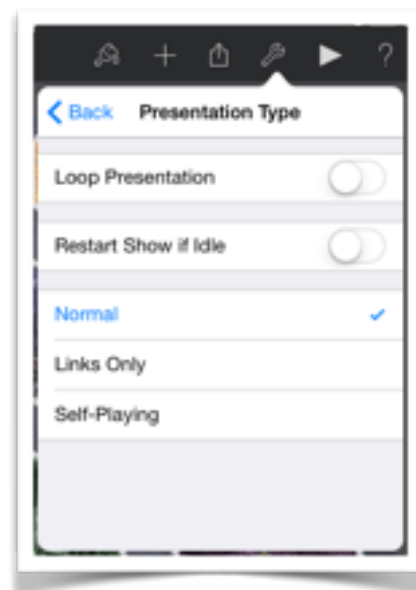 ?
Back Presentation Type
Loop Presentation
Restart Show if Idle
Normal
Links Only
Self-Playing